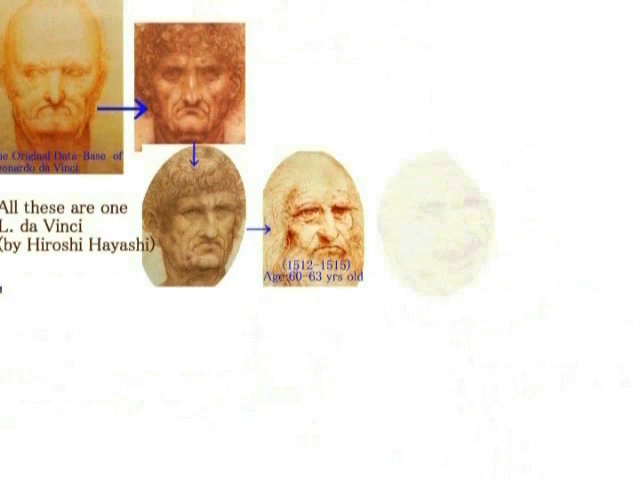 e Original Data-Base of
eonardo da Vinci
All these are one
L. da Vinci
(by Hiroshi Hayashi)
(1512-1515)
Age:60-63 yrs old